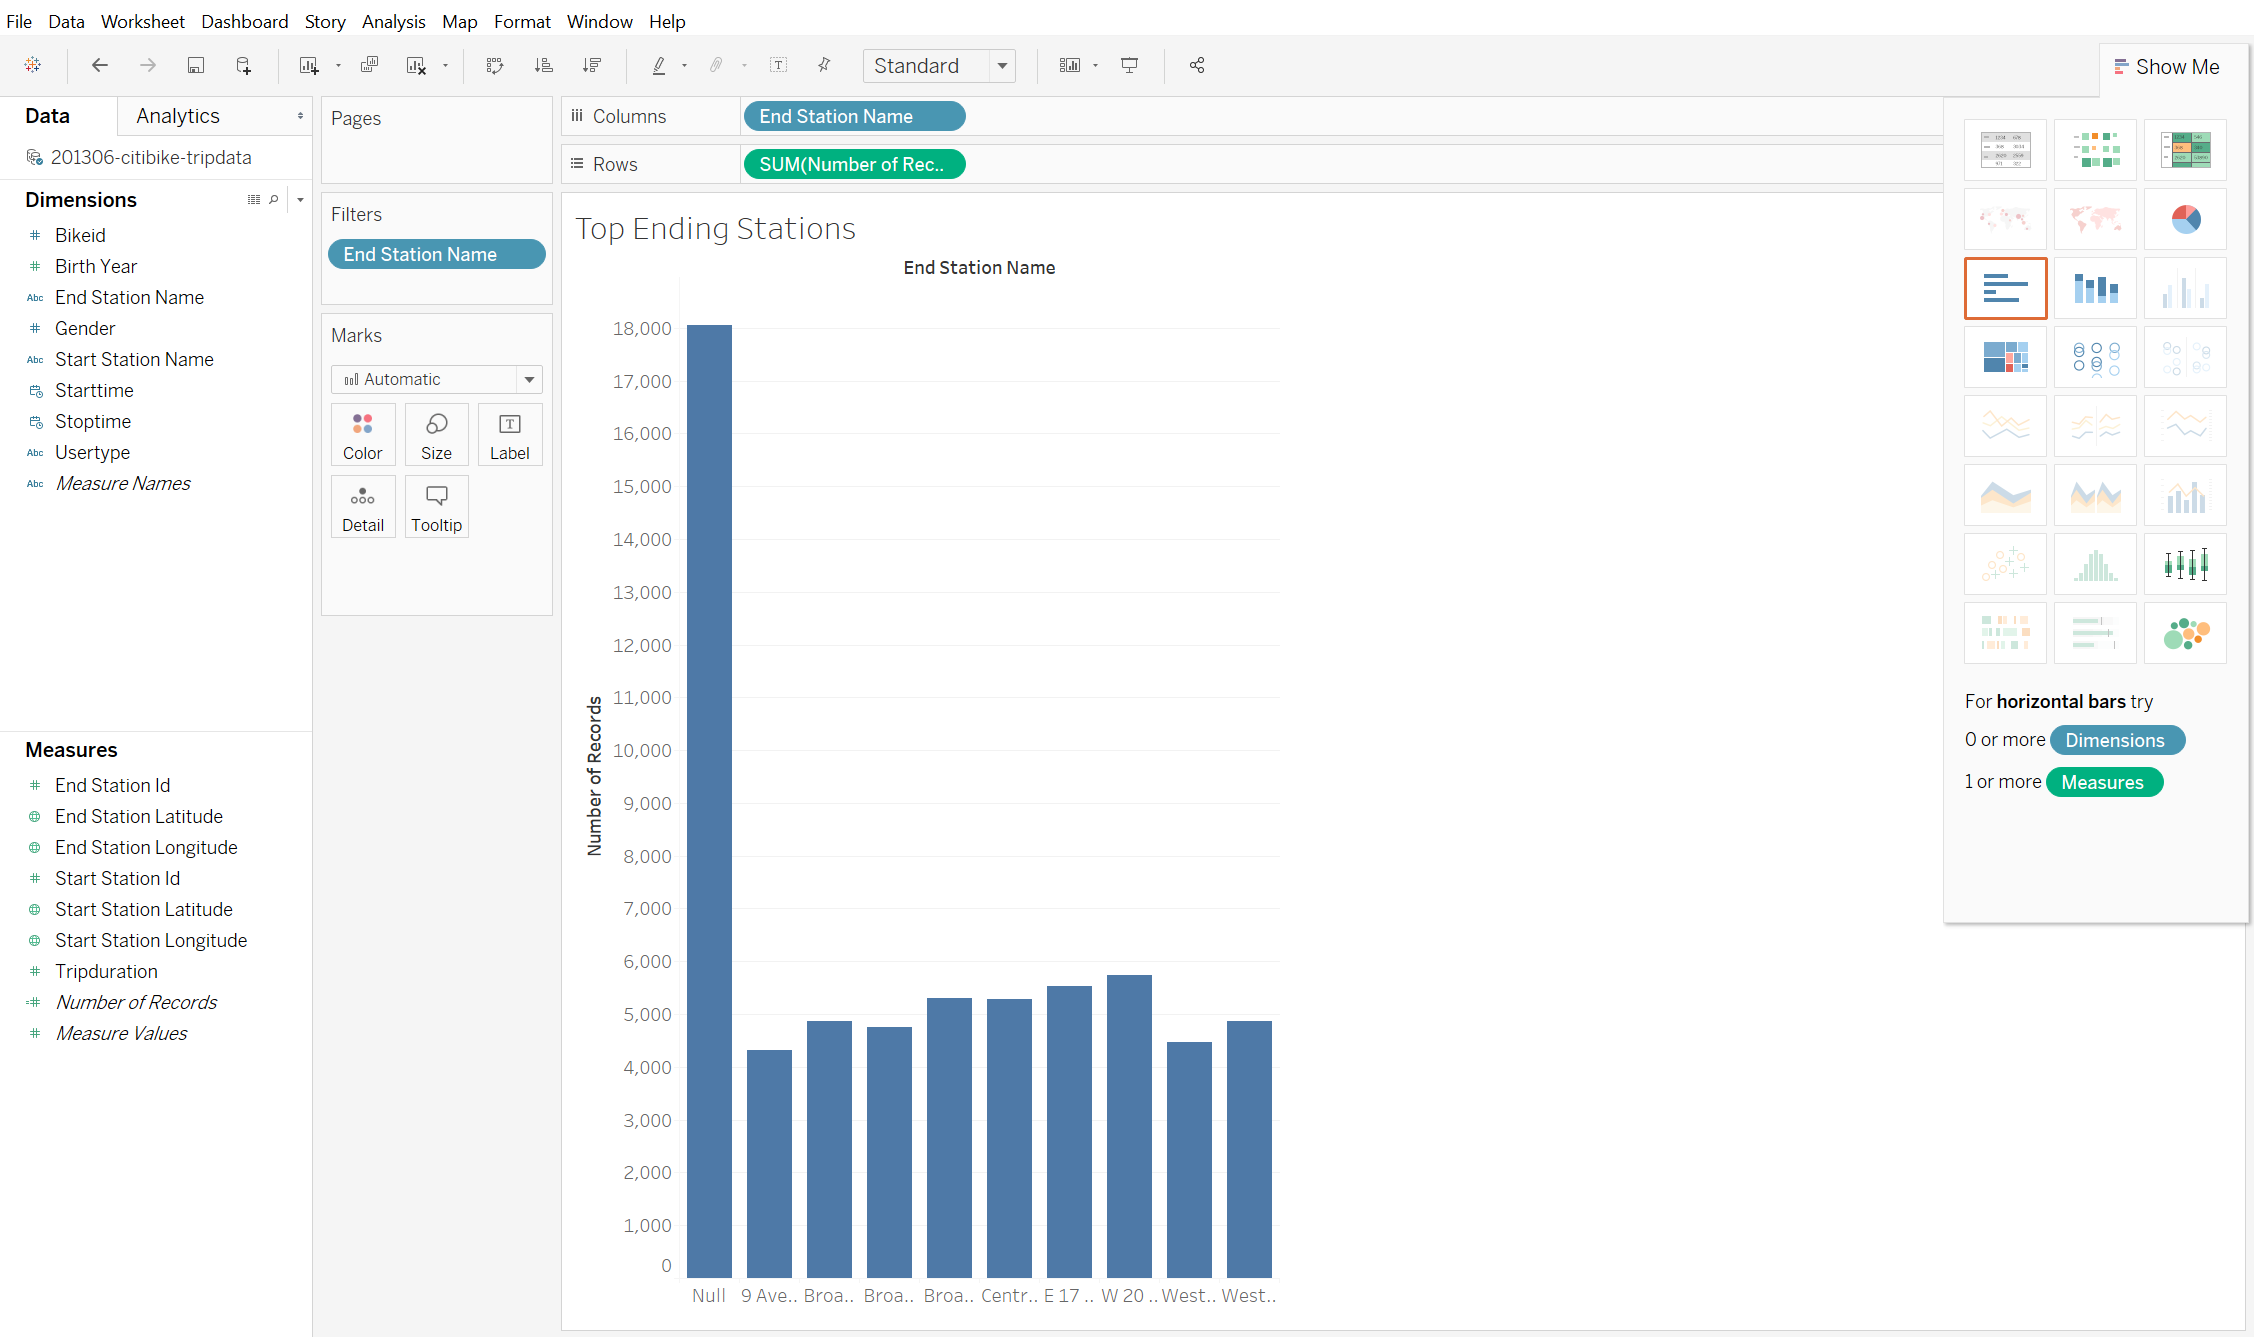 File Data Worksheet Dashboard Story Analysis Map Format Window Help
Standard
Show Me
Data Analytics
201306-citibike-tripdata
Dimensions
Bikeid
Birth Year
Abc End Station Name
Gender
Abc Start Station Name
Starttime
Stoptime
Abc Usertype
Abc Measure Names
Measures
End Station Id
End Station Latitude
End Station Longitude
Start Station Id
Start Station Latitude
Start Station Longitude
Tripduration
Number of Records
Measure Values
Pages
Filters
End Station Name
Marks
Automatic
Color Size Label
Detail Tooltip
Columns End Station Name
Rows SUM(Number of Rec..
Top Ending Stations
End Station Name
Number of Records
18,000
17,000
16,000
15,000
14,000
13,000
12,000
11,000
10,000
9,000
8,000
7,000
6,000
5,000
4,000
3,000
2,000
1,000
0
Null 9 Ave.. Broa.. Broa.. Broa.. Centr.. E 17 .. W 20 .. West.. West..
For horizontal bars try
0 or more Dimensions
1 or more Measures